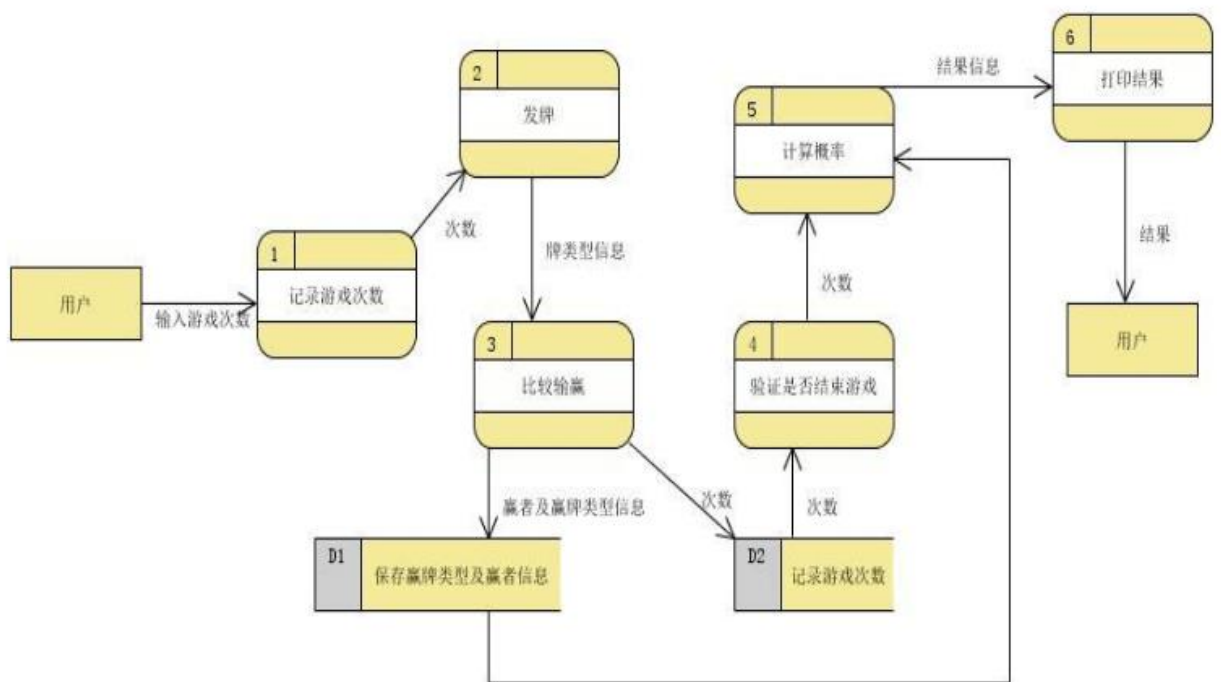 6
打印结果
结果信息
2
发牌
5
计算概率
次数
1
记录游戏次数
牌类型信息
结果
用户
输入游戏次数
次数
用户
3
比较输赢
4
验证是否结束游戏
赢者及赢牌类型信息
次数
次数
D1
保存赢牌类型及赢者信息
D2
记录游戏次数